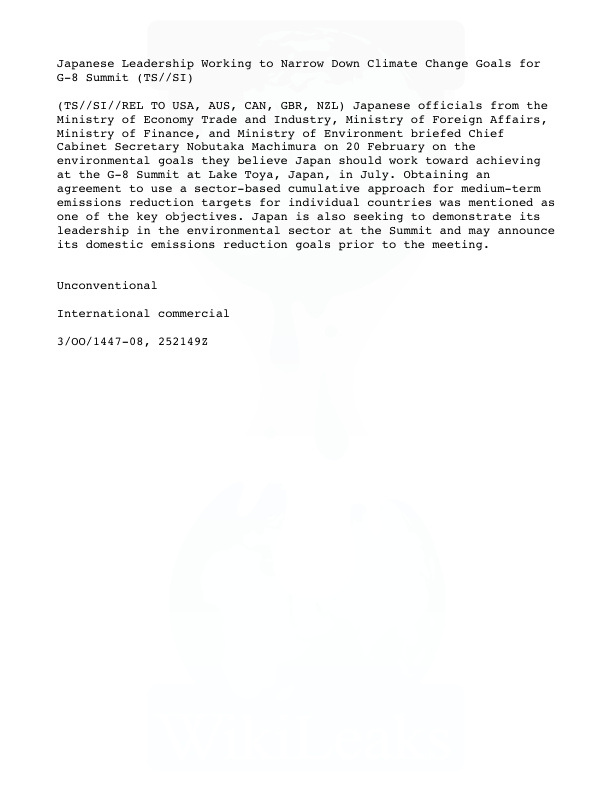 Japanese Leadership Working to Narrow Down Climate Change Goals for
G-8 Summit (TS//SI)
(TS//SI//REL TO USA, AUS, CAN, GBR, NZL) Japanese officials from the
Ministry of Economy Trade and Industry, Ministry of Foreign Affairs,
Ministry of Finance, and Ministry of Environment briefed Chief
Cabinet Secretary Nobutaka Machimura on 20 February on the
environmental goals they believe Japan should work toward achieving
at the G-8 Summit at Lake Toya, Japan, in July. Obtaining an
agreement to use a sector-based cumulative approach for medium-term
emissions reduction targets for individual countries was mentioned as
one of the key objectives. Japan is also seeking to demonstrate its
leadership in the environmental sector at the Summit and may announce
its domestic emissions reduction goals prior to the meeting.
Unconventional
International commercial
3/OO/1447-08, 252149Z